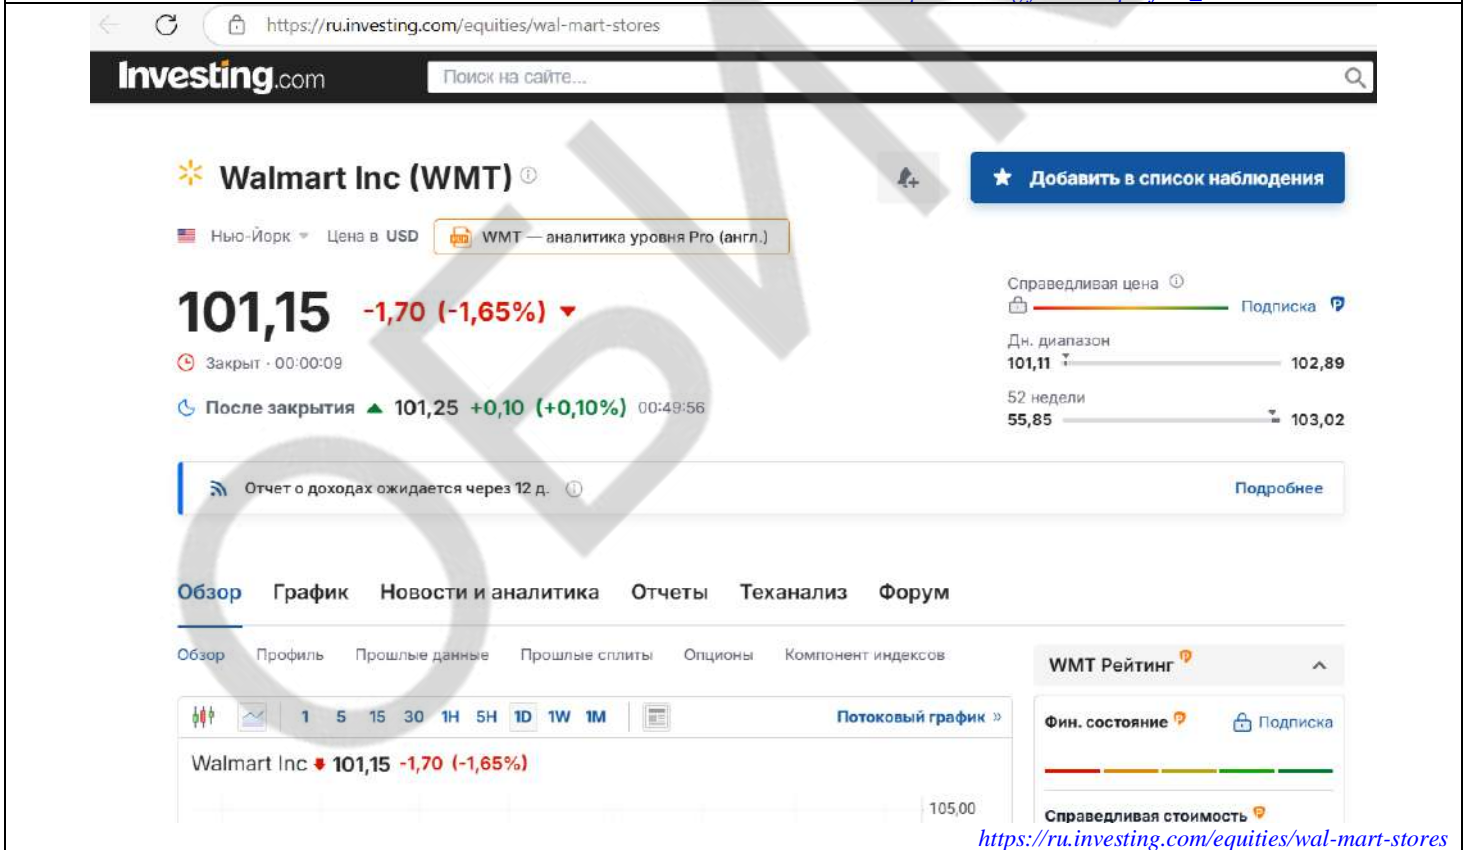 https://ru.investing.com/equities/wal-mart-stores
Investing.com
Поиск на сайте...
Walmart Inc (WMT)
Добавить в список наблюдения
Нью-Йорк Цена в USD
WMT — аналитика уровня Pro (англ.)
101,15 -1,70 (-1,65%)
Закрыт · 00:00:09
После закрытия 101,25 +0,10 (+0,10%) 00:49:56
Справедливая цена
Подписка
Дн. диапазон
101,11 102,89
52 недели
55,85 103,02
Отчет о доходах ожидается через 12 д.
Подробнее
Обзор График Новости и аналитика Отчеты Теханализ Форум
Обзор Профиль Прошлые данные Прошлые сплиты Опционы Компонент индексов
WMT Рейтинг
1 5 15 30 1H 5H 1D 1W 1M
Потоковый график »
Фин. состояние
Подписка
Walmart Inc 101,15 -1,70 (-1,65%)
105,00
Справедливая стоимость
https://ru.investing.com/equities/wal-mart-stores